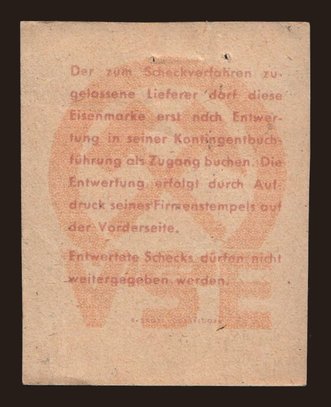 Der zum Scheckverfahren zu-
gelassene Lieferer darf diese
Eisenmarke erst nach Entwer-
tung in seiner Kontingentbuch-
führung als Zugang buchen. Die
Entwertung erfolgt durch Auf-
druck seines Firmenstempels auf
der Vorderseite.
Entwertete Schecks dürfen nicht
weitergegeben werden.
VSE